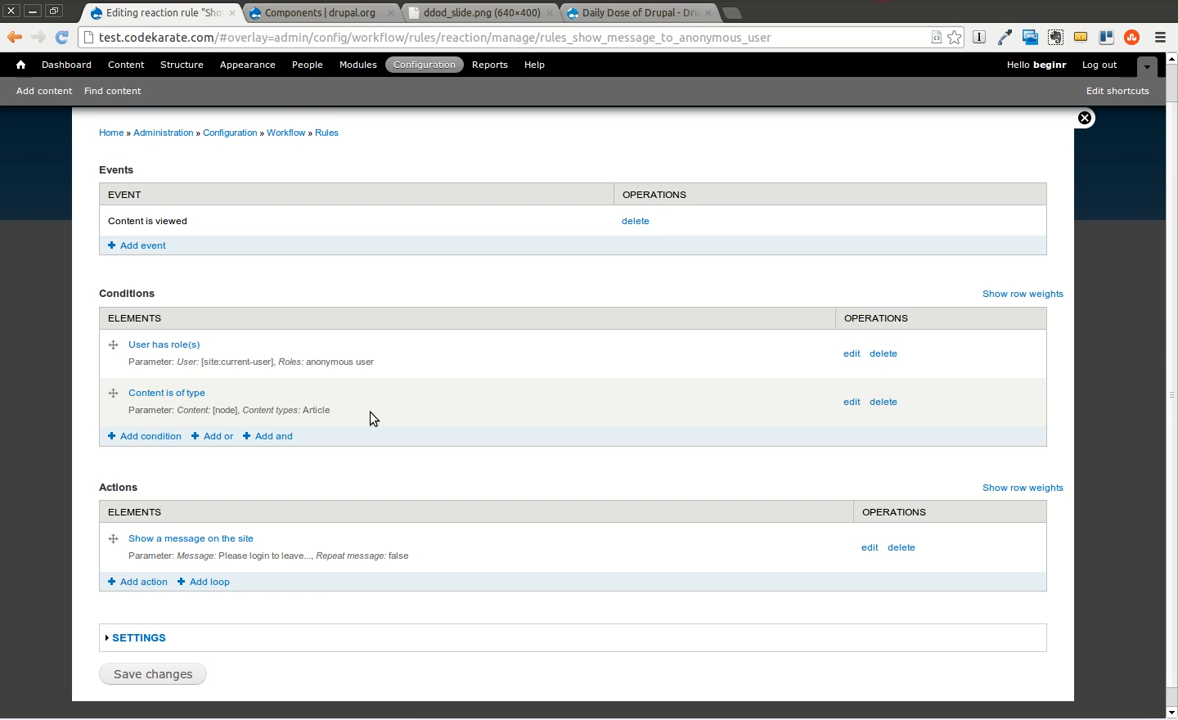 Editing reaction rule "Sho
Components | drupal.org
ddod_slide.png (640×400)
Daily Dose of Drupal - Dru
test.codekarate.com/#overlay=admin/config/workflow/rules/reaction/manage/rules_show_message_to_anonymous_user
Dashboard Content Structure Appearance People Modules Configuration Reports Help Hello beginr Log out
Add content Find content Edit shortcuts
Home » Administration » Configuration » Workflow » Rules
Events
EVENT OPERATIONS
Content is viewed delete
+ Add event
Conditions Show row weights
ELEMENTS OPERATIONS
User has role(s)
Parameter: User: [site:current-user], Roles: anonymous user
edit delete
Content is of type
Parameter: Content: [node], Content types: Article
edit delete
+ Add condition + Add or + Add and
Actions Show row weights
ELEMENTS OPERATIONS
Show a message on the site
Parameter: Message: Please login to leave..., Repeat message: false
edit delete
+ Add action + Add loop
SETTINGS
Save changes